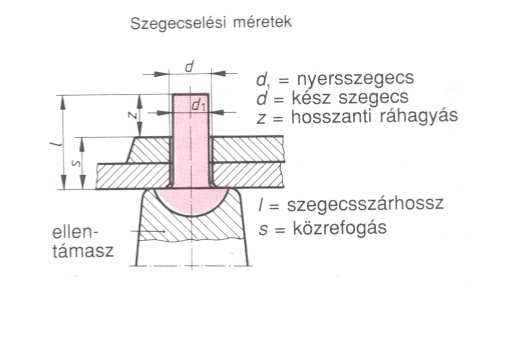 Szegecselési méretek
d
d₁
z
l
s
d₁ = nyersszegecs
d = kész szegecs
z = hosszanti ráhagyás
l = szegecsszárhossz
s = közrefogás
ellen-
támasz